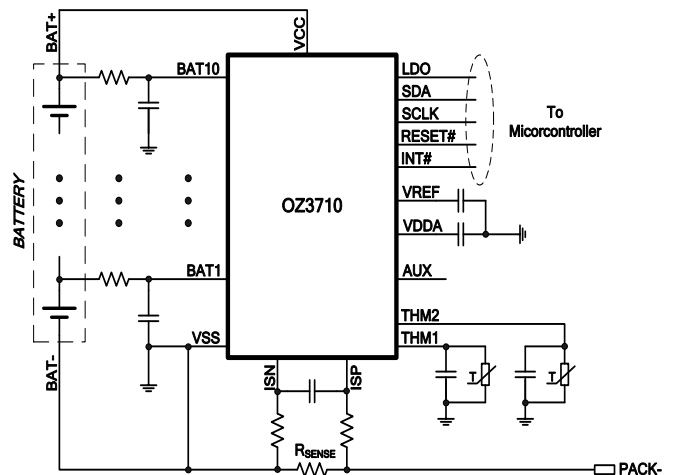 BAT+
VCC
BAT10
LDO
SDA
SCLK
RESET#
INT#
To
Micorcontroller
OZ3710
VREF
VDDA
BATTERY
BAT1
AUX
VSS
THM2
THM1
BAT-
ISN
ISP
T
T
RSENSE
PACK-